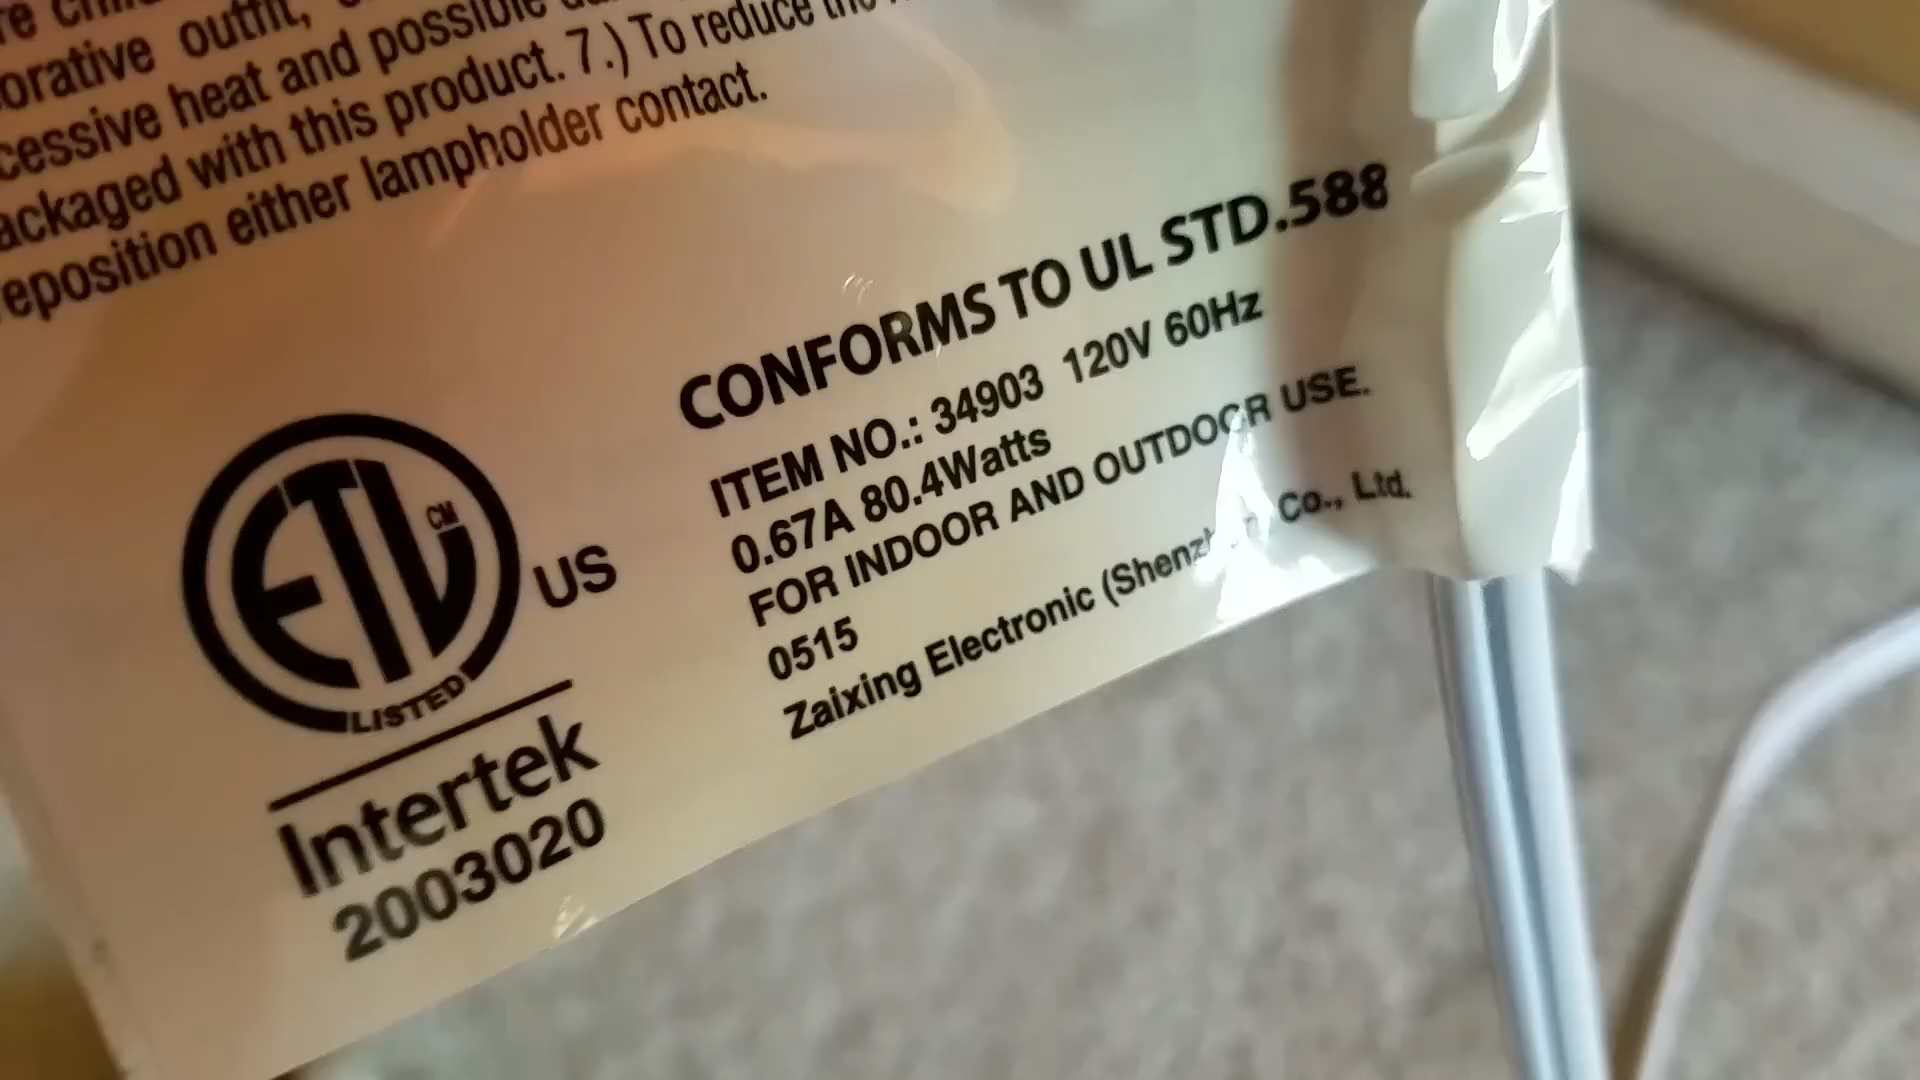 orative outfit,
cessive heat and possible
ackaged with this product. 7.) To reduce the
eposition either lampholder contact.
CONFORMS TO UL STD.588
ITEM NO.: 34903 120V 60Hz
0.67A 80.4Watts
FOR INDOOR AND OUTDOOR USE.
0515
Zaixing Electronic (Shenzhen Co., Ltd.
ETL CM
LISTED
US
Intertek
2003020